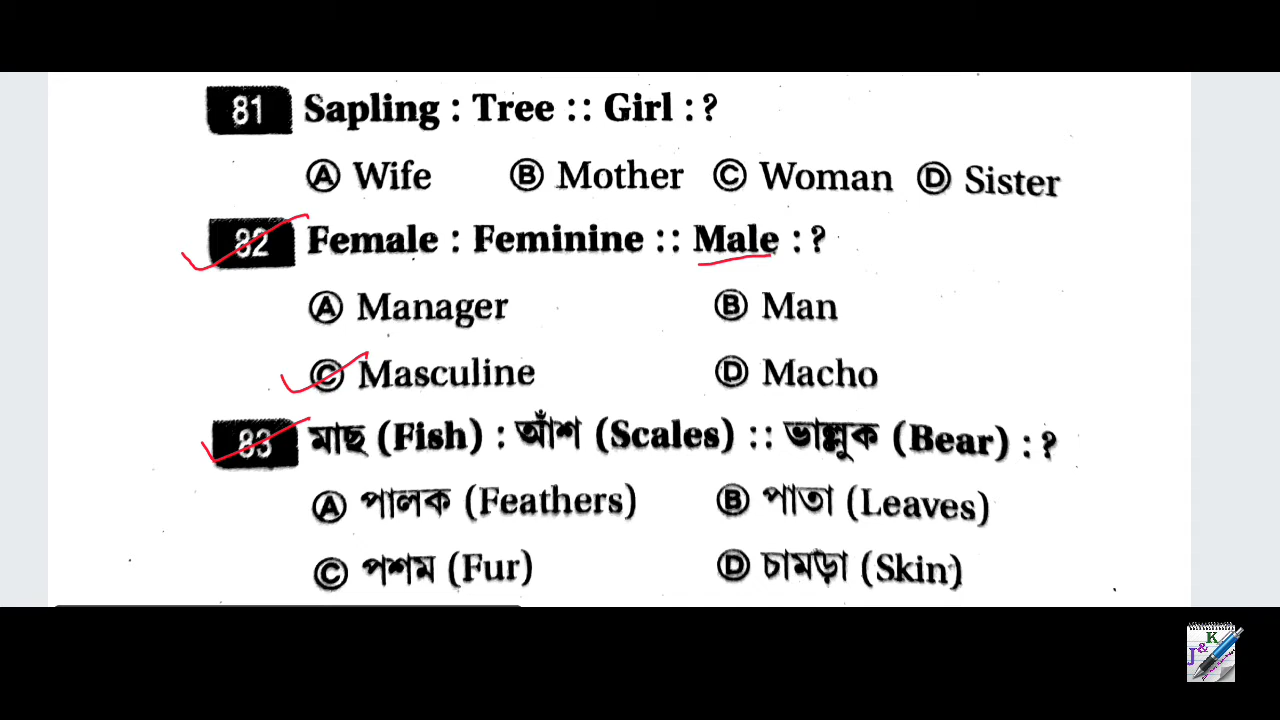 81 Sapling : Tree :: Girl : ?
Ⓐ Wife Ⓑ Mother Ⓒ Woman Ⓓ Sister
82 Female : Feminine :: Male : ?
Ⓐ Manager Ⓑ Man
Ⓒ Masculine Ⓓ Macho
83 মাছ (Fish) : আঁশ (Scales) :: ভাল্লুক (Bear) : ?
Ⓐ পালক (Feathers) Ⓑ পাতা (Leaves)
Ⓒ পশম (Fur) Ⓓ চামড়া (Skin)
J&K